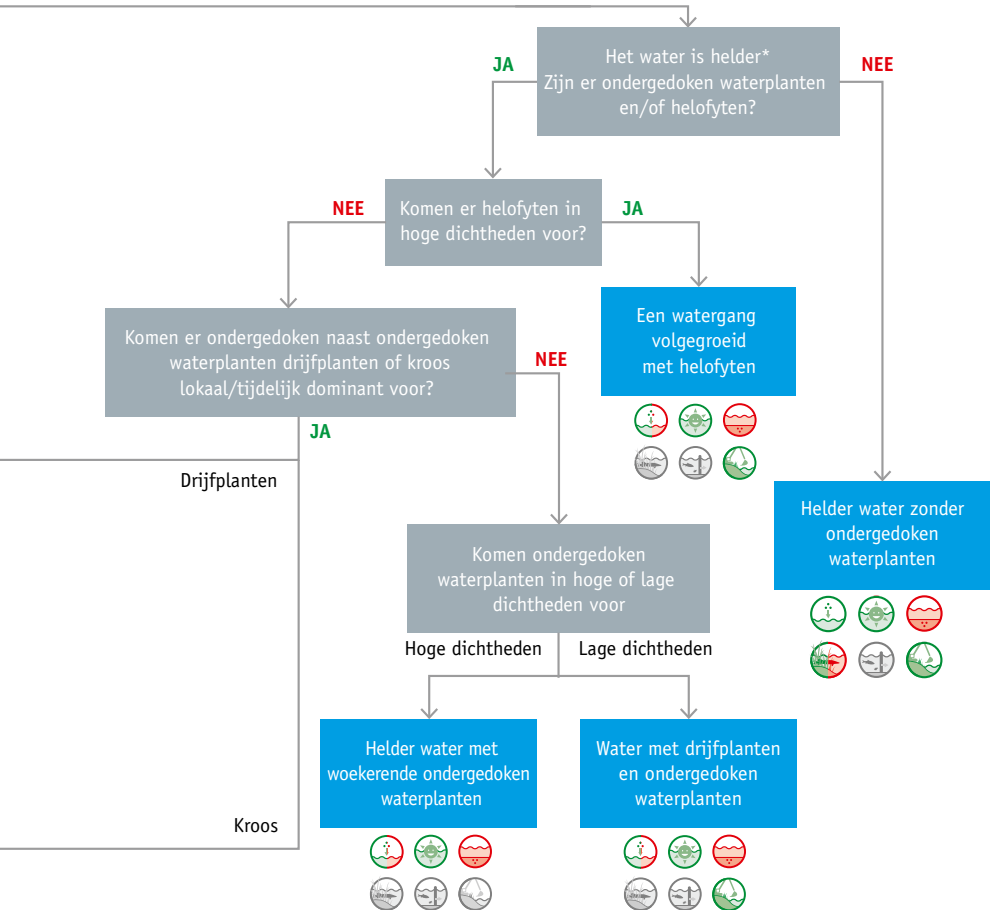 Het water is helder*
Zijn er ondergedoken waterplanten
en/of helofyten?
JA
NEE
Komen er helofyten in
hoge dichtheden voor?
NEE
JA
Een watergang
volgegroeid
met helofyten
Komen er ondergedoken naast ondergedoken
waterplanten drijfplanten of kroos
lokaal/tijdelijk dominant voor?
NEE
JA
Drijfplanten
Helder water zonder
ondergedoken
waterplanten
Komen ondergedoken
waterplanten in hoge of lage
dichtheden voor
Hoge dichtheden
Lage dichtheden
Helder water met
woekerende ondergedoken
waterplanten
Water met drijfplanten
en ondergedoken
waterplanten
Kroos